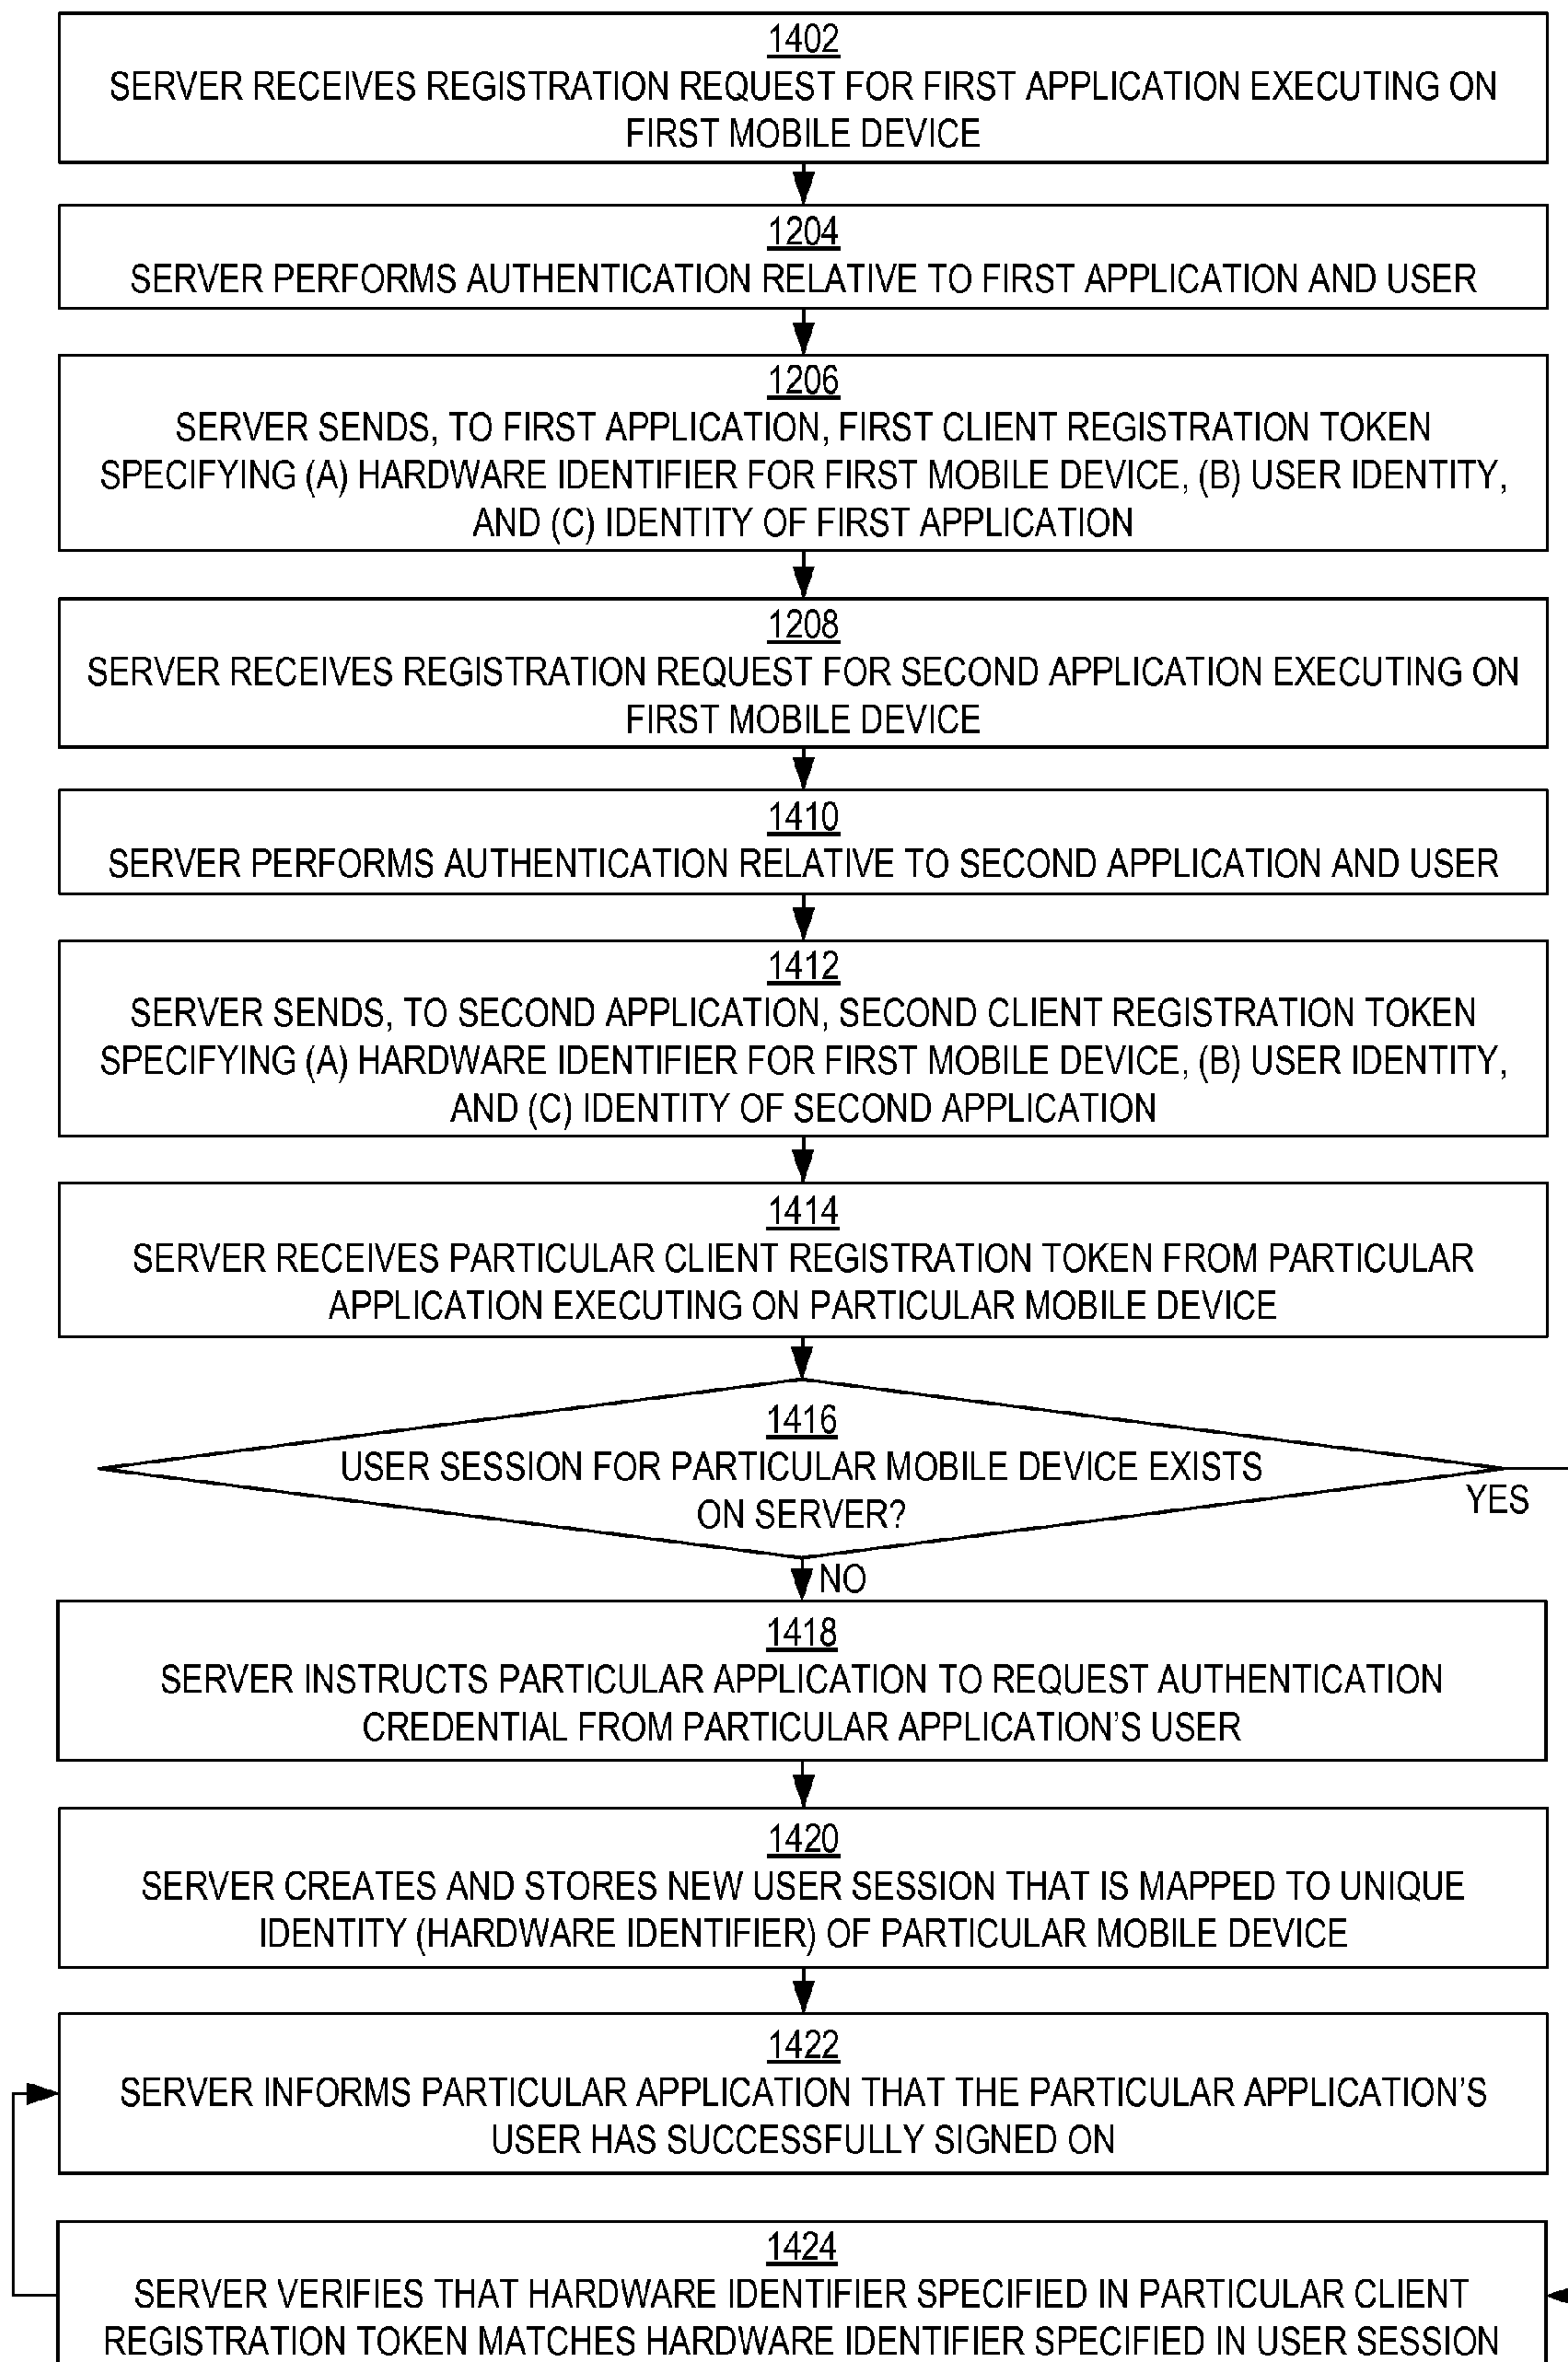 1402
SERVER RECEIVES REGISTRATION REQUEST FOR FIRST APPLICATION EXECUTING ON
FIRST MOBILE DEVICE
1204
SERVER PERFORMS AUTHENTICATION RELATIVE TO FIRST APPLICATION AND USER
1206
SERVER SENDS, TO FIRST APPLICATION, FIRST CLIENT REGISTRATION TOKEN
SPECIFYING (A) HARDWARE IDENTIFIER FOR FIRST MOBILE DEVICE, (B) USER IDENTITY,
AND (C) IDENTITY OF FIRST APPLICATION
1208
SERVER RECEIVES REGISTRATION REQUEST FOR SECOND APPLICATION EXECUTING ON
FIRST MOBILE DEVICE
1410
SERVER PERFORMS AUTHENTICATION RELATIVE TO SECOND APPLICATION AND USER
1412
SERVER SENDS, TO SECOND APPLICATION, SECOND CLIENT REGISTRATION TOKEN
SPECIFYING (A) HARDWARE IDENTIFIER FOR FIRST MOBILE DEVICE, (B) USER IDENTITY,
AND (C) IDENTITY OF SECOND APPLICATION
1414
SERVER RECEIVES PARTICULAR CLIENT REGISTRATION TOKEN FROM PARTICULAR
APPLICATION EXECUTING ON PARTICULAR MOBILE DEVICE
1416
USER SESSION FOR PARTICULAR MOBILE DEVICE EXISTS
ON SERVER?
YES
NO
1418
SERVER INSTRUCTS PARTICULAR APPLICATION TO REQUEST AUTHENTICATION
CREDENTIAL FROM PARTICULAR APPLICATION'S USER
1420
SERVER CREATES AND STORES NEW USER SESSION THAT IS MAPPED TO UNIQUE
IDENTITY (HARDWARE IDENTIFIER) OF PARTICULAR MOBILE DEVICE
1422
SERVER INFORMS PARTICULAR APPLICATION THAT THE PARTICULAR APPLICATION'S
USER HAS SUCCESSFULLY SIGNED ON
1424
SERVER VERIFIES THAT HARDWARE IDENTIFIER SPECIFIED IN PARTICULAR CLIENT
REGISTRATION TOKEN MATCHES HARDWARE IDENTIFIER SPECIFIED IN USER SESSION